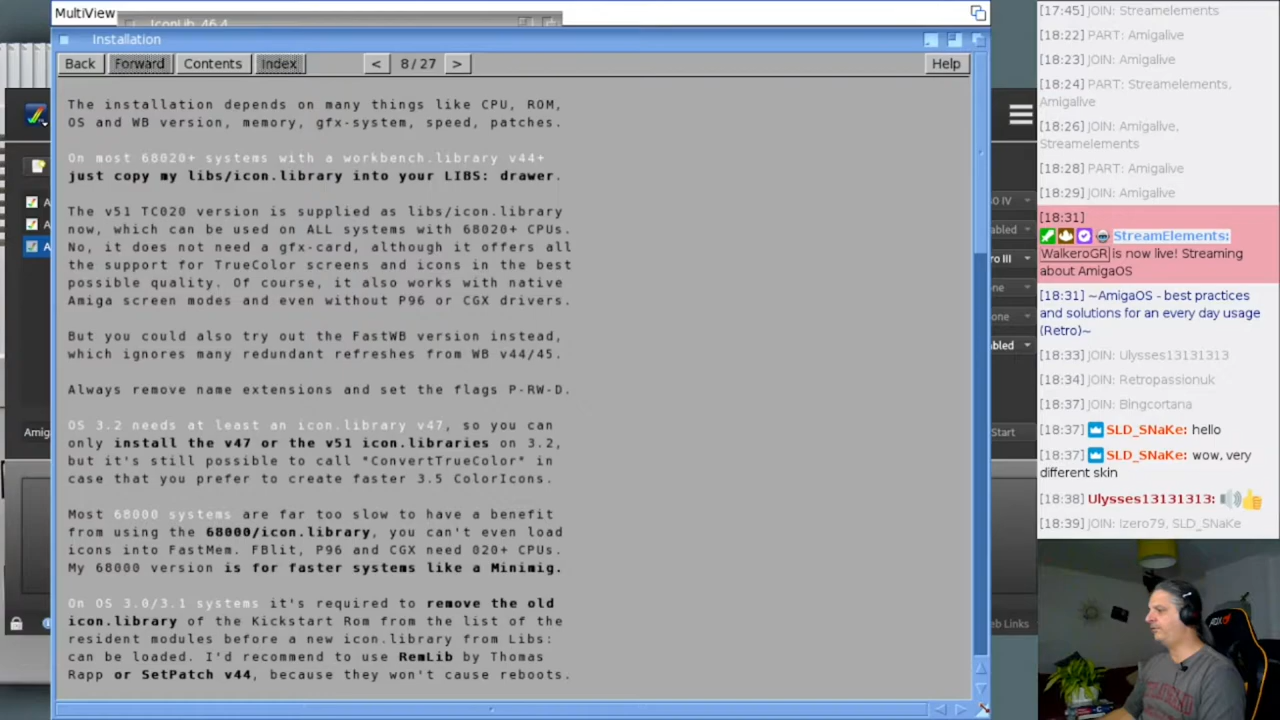 MultiView
IconLib 46.4
Installation
Back Forward Contents Index < 8/27 > Help
The installation depends on many things like CPU, ROM,
OS and WB version, memory, gfx-system, speed, patches.
On most 68020+ systems with a workbench.library v44+
just copy my libs/icon.library into your LIBS: drawer.
The v51 TC020 version is supplied as libs/icon.library
now, which can be used on ALL systems with 68020+ CPUs.
No, it does not need a gfx-card, although it offers all
the support for TrueColor screens and icons in the best
possible quality. Of course, it also works with native
Amiga screen modes and even without P96 or CGX drivers.
But you could also try out the FastWB version instead,
which ignores many redundant refreshes from WB v44/45.
Always remove name extensions and set the flags P-RW-D.
OS 3.2 needs at least an icon.library v47, so you can
only install the v47 or the v51 icon.libraries on 3.2,
but it's still possible to call "ConvertTrueColor" in
case that you prefer to create faster 3.5 ColorIcons.
Most 68000 systems are far too slow to have a benefit
from using the 68000/icon.library, you can't even load
icons into FastMem. FBlit, P96 and CGX need 020+ CPUs.
My 68000 version is for faster systems like a Minimig.
On OS 3.0/3.1 systems it's required to remove the old
icon.library of the Kickstart Rom from the list of the
resident modules before a new icon.library from Libs:
can be loaded. I'd recommend to use RemLib by Thomas
Rapp or SetPatch v44, because they won't cause reboots.
A
A
A
Amig
O IV
abled
ro III
one
one
bled
Start
eb Links
[17:45] JOIN: Streamelements
[18:22] PART: Amigalive
[18:23] JOIN: Amigalive
[18:24] PART: Streamelements,
Amigalive
[18:26] JOIN: Amigalive,
Streamelements
[18:28] PART: Amigalive
[18:29] JOIN: Amigalive
[18:31]
StreamElements:
WalkeroGR is now live! Streaming
about AmigaOS
[18:31] ~AmigaOS - best practices
and solutions for an every day usage
(Retro)~
[18:33] JOIN: Ulysses13131313
[18:34] JOIN: Retropassionuk
[18:37] JOIN: Bingcortana
[18:37] SLD_SNaKe: hello
[18:37] SLD_SNaKe: wow, very
different skin
[18:38] Ulysses13131313:
[18:39] JOIN: Izero79, SLD_SNaKe